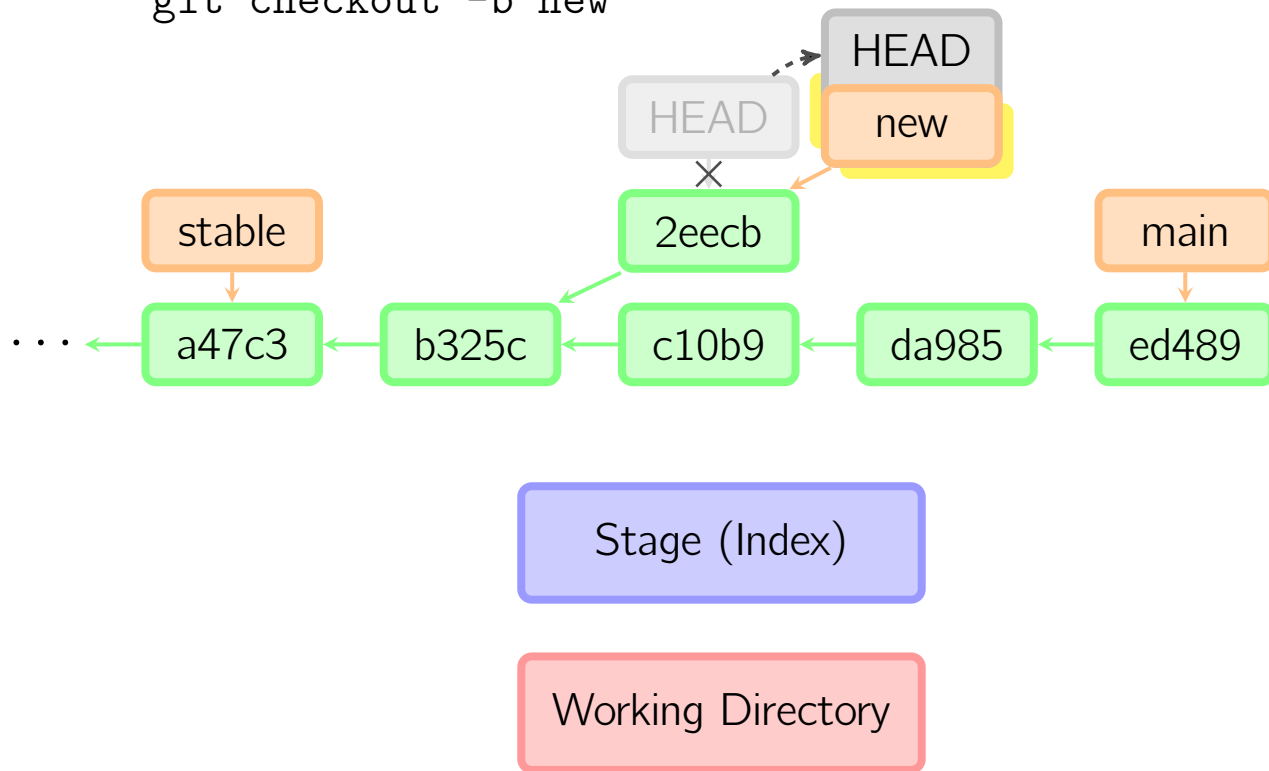 git checkout -b new
HEAD
HEAD
new
stable
2eecb
main
··· a47c3 b325c c10b9 da985 ed489
Stage (Index)
Working Directory